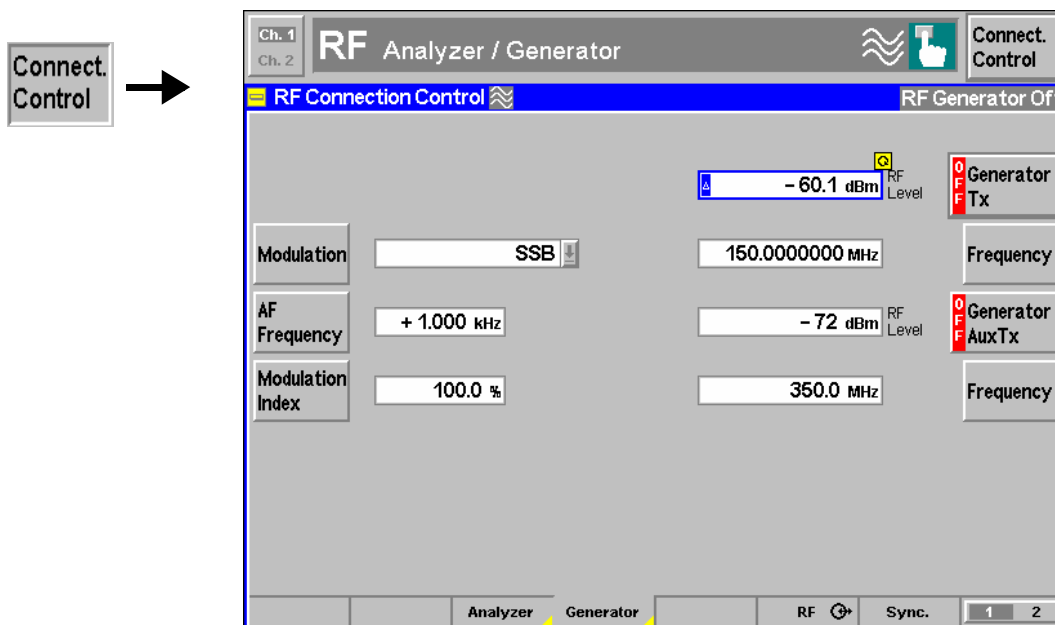 Connect.
Control
Ch. 1
Ch. 2
RF Analyzer / Generator
Connect.
Control
RF Connection Control
RF Generator Of
– 60.1 dBm
RF
Level
OFF
Generator
Tx
Modulation
SSB
150.0000000 MHz
Frequency
AF
Frequency
+ 1.000 kHz
– 72 dBm
RF
Level
OFF
Generator
AuxTx
Modulation
Index
100.0 %
350.0 MHz
Frequency
Analyzer
Generator
RF
Sync.
1 2